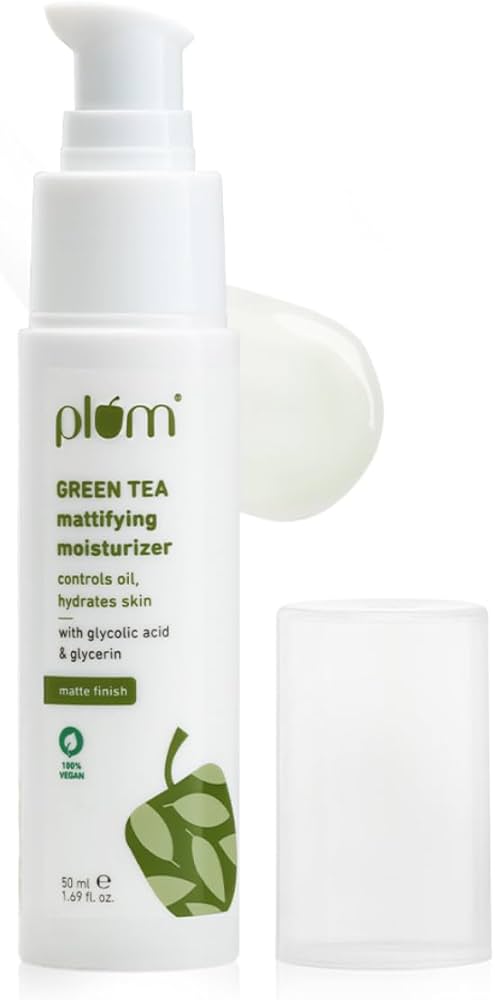 plum®
GREEN TEA
mattifying
moisturizer
controls oil,
hydrates skin
with glycolic acid
& glycerin
matte finish
100%
VEGAN
50 ml ℮
1.69 fl. oz.